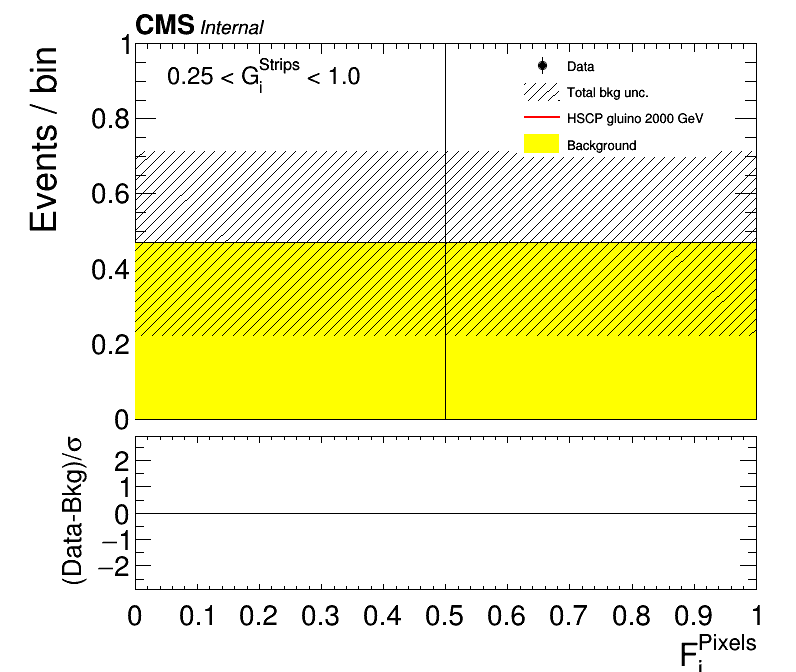 CMS Internal
Events / bin
1
0.8
0.6
0.4
0.2
0
0.25 < G_i^Strips < 1.0
Data
Total bkg unc.
HSCP gluino 2000 GeV
Background
(Data-Bkg)/σ
2
1
0
−1
−2
0 0.1 0.2 0.3 0.4 0.5 0.6 0.7 0.8 0.9 1
F_i^Pixels